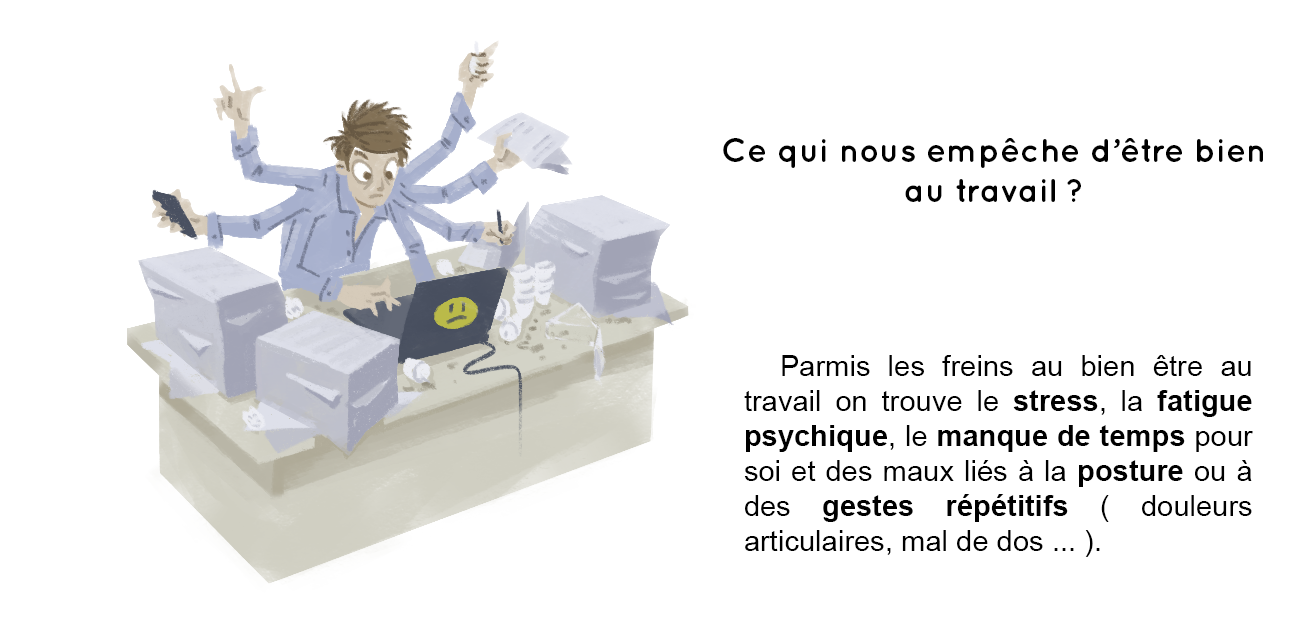 Ce qui nous empêche d'être bien
au travail ?
Parmis les freins au bien être au
travail on trouve le stress, la fatigue
psychique, le manque de temps pour
soi et des maux liés à la posture ou à
des gestes répétitifs ( douleurs
articulaires, mal de dos ... ).